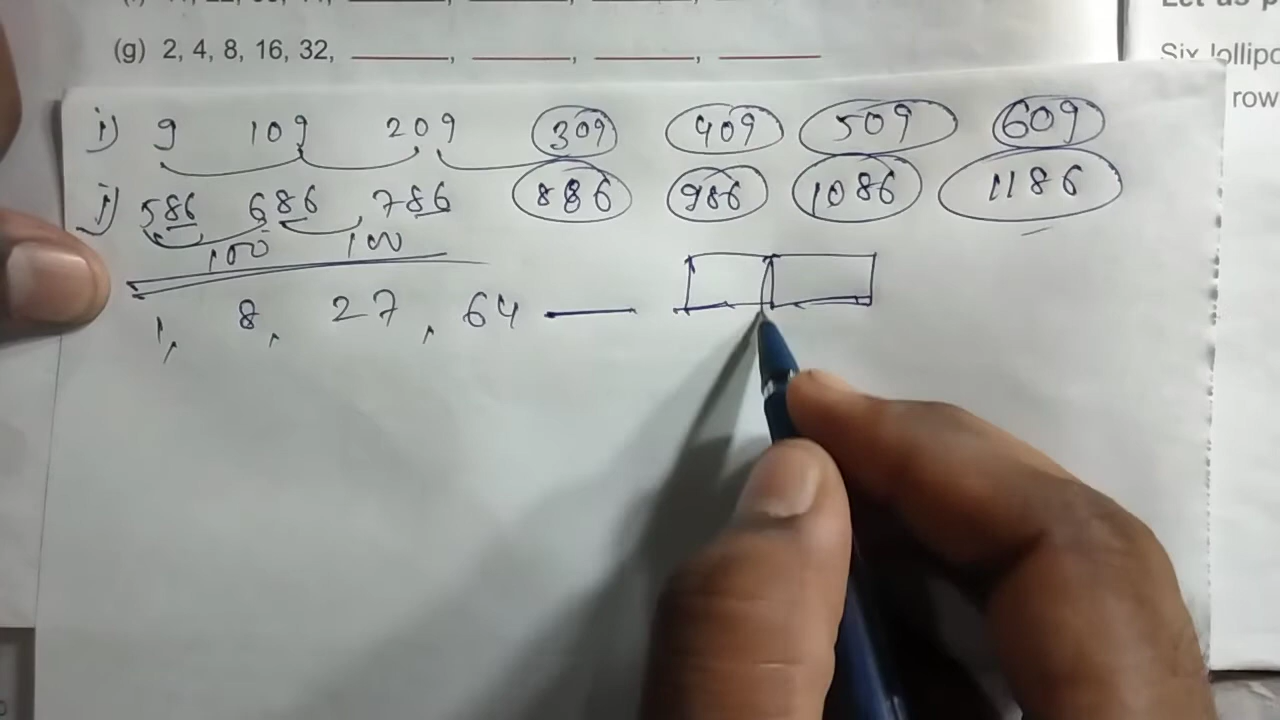 (g) 2, 4, 8, 16, 32, ______, ______, ______, ______
Six lollipo
row
i) 9 109 209 309 409 509 609
j) 586 686 786 886 986 1086 1186
100 100
1, 8, 27, 64 ____